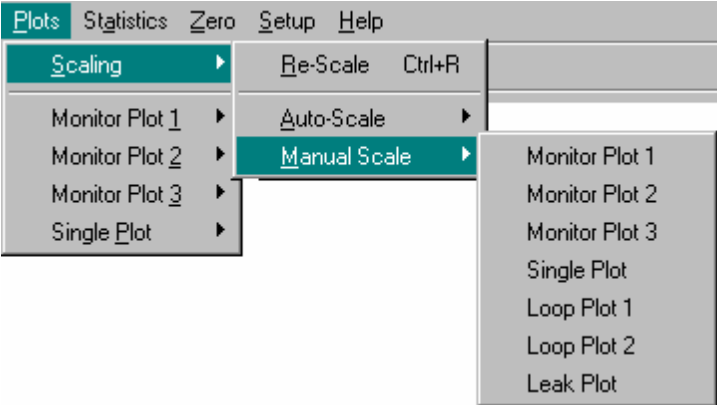 Plots Statistics Zero Setup Help
Scaling
Monitor Plot 1
Monitor Plot 2
Monitor Plot 3
Single Plot
Re-Scale Ctrl+R
Auto-Scale
Manual Scale
Monitor Plot 1
Monitor Plot 2
Monitor Plot 3
Single Plot
Loop Plot 1
Loop Plot 2
Leak Plot